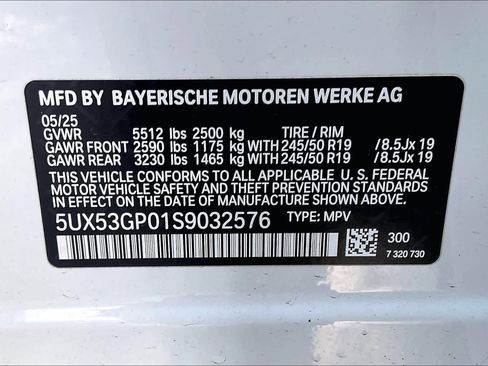 MFD BY BAYERISCHE MOTOREN WERKE AG
05/25
GVWR 5512 lbs 2500 kg TIRE / RIM
GAWR FRONT 2590 lbs 1175 kg WITH 245/50 R19 /8.5Jx 19
GAWR REAR 3230 lbs 1465 kg WITH 245/50 R19 /8.5Jx 19
THIS VEHICLE CONFORMS TO ALL APPLICABLE U. S. FEDERAL
MOTOR VEHICLE SAFETY AND THEFT PREVENTION
STANDARDS IN EFFECT ON THE DATE OF MANUFACTURE SHOWN ABOVE.
5UX53GP01S9032576 TYPE: MPV
300
7 320 730